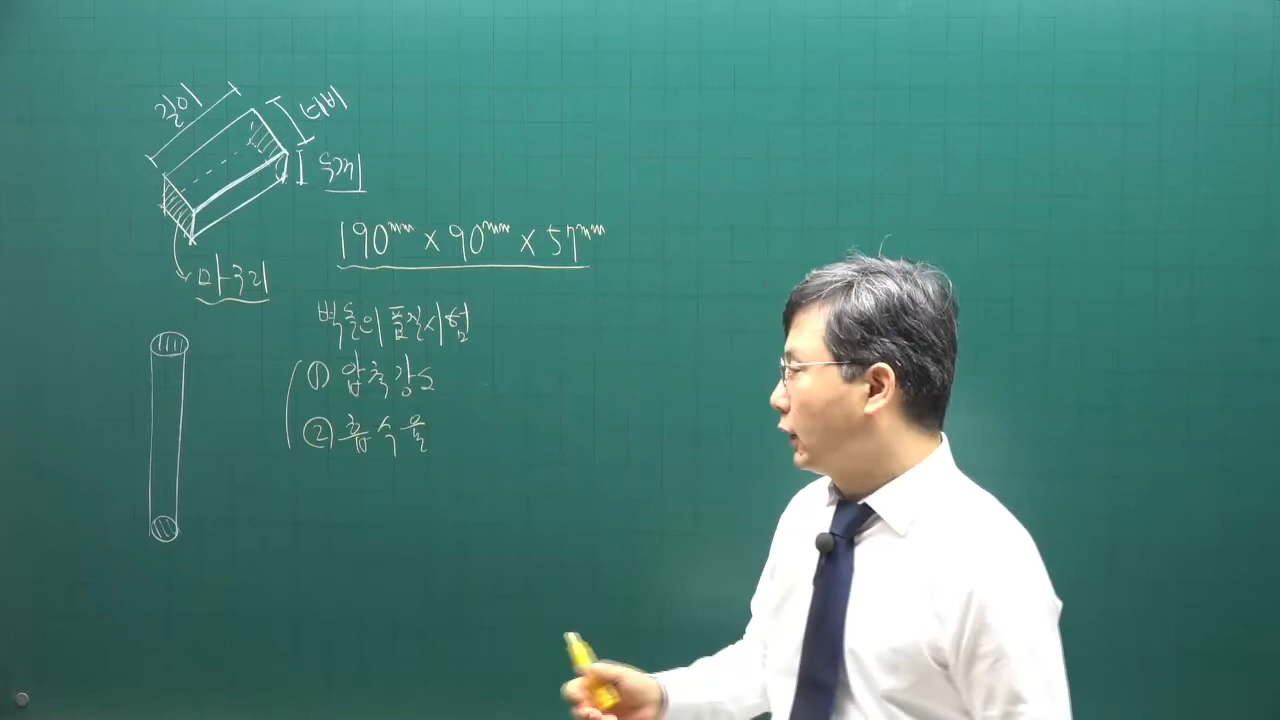 길이
너비
두께
마구리
190mm x 90mm x 57mm
벽돌의 품질시험
① 압축강도
② 흡수율